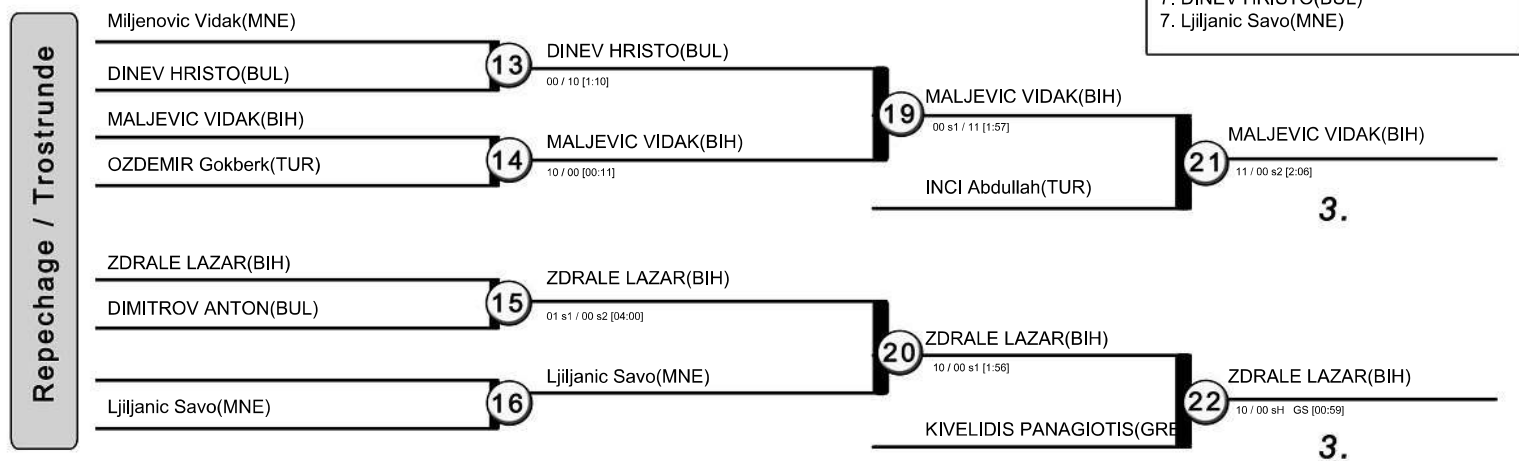 7. DINEV HRISTO(BUL)
7. Ljiljanic Savo(MNE)
Repechage / Trostrunde
Miljenovic Vidak(MNE)
DINEV HRISTO(BUL)
13
DINEV HRISTO(BUL)
00 / 10 [1:10]
MALJEVIC VIDAK(BIH)
OZDEMIR Gokberk(TUR)
14
MALJEVIC VIDAK(BIH)
10 / 00 [00:11]
19
MALJEVIC VIDAK(BIH)
00 s1 / 11 [1:57]
INCI Abdullah(TUR)
21
MALJEVIC VIDAK(BIH)
11 / 00 s2 [2:06]
3.
ZDRALE LAZAR(BIH)
DIMITROV ANTON(BUL)
15
ZDRALE LAZAR(BIH)
01 s1 / 00 s2 [04:00]
Ljiljanic Savo(MNE)
16
Ljiljanic Savo(MNE)
20
ZDRALE LAZAR(BIH)
10 / 00 s1 [1:56]
KIVELIDIS PANAGIOTIS(GRE
22
ZDRALE LAZAR(BIH)
10 / 00 sH GS [00:59]
3.